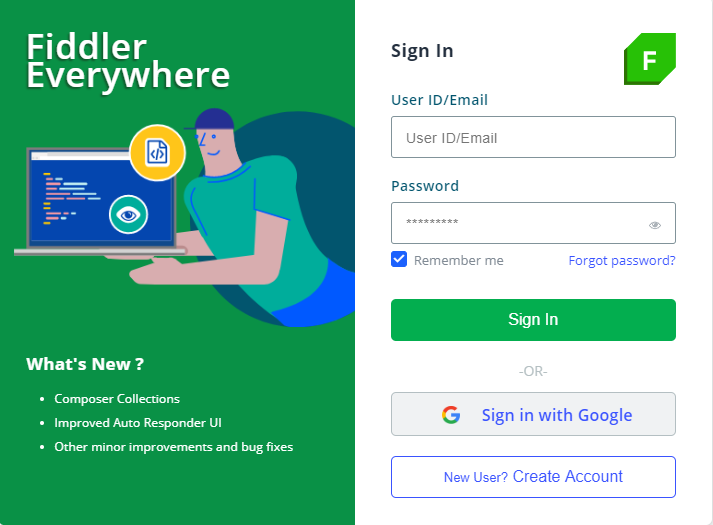 Fiddler
Everywhere
What's New ?
Composer Collections
Improved Auto Responder UI
Other minor improvements and bug fixes
Sign In
F
User ID/Email
User ID/Email
Password
*********
Remember me
Forgot password?
Sign In
-OR-
Sign in with Google
New User? Create Account